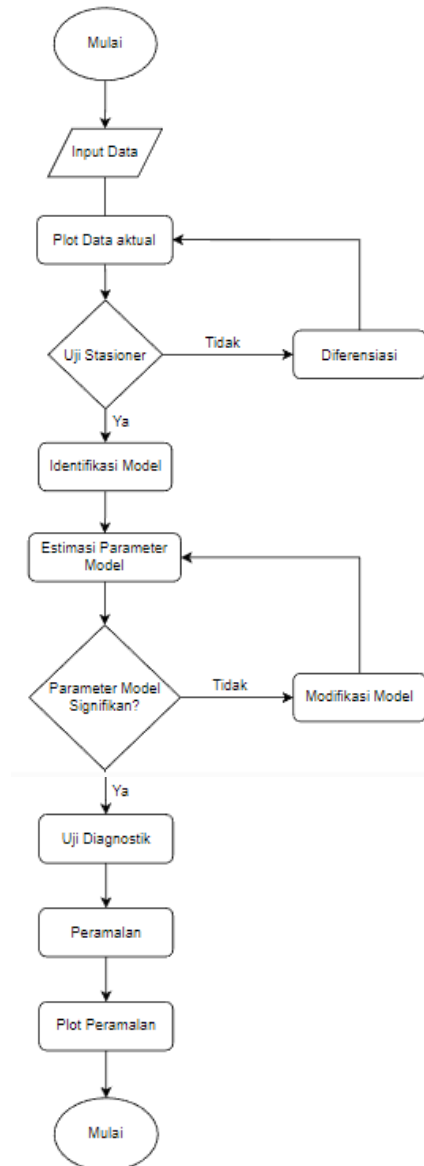 Mulai
Input Data
Plot Data aktual
Uji Stasioner
Tidak
Diferensiasi
Ya
Identifikasi Model
Estimasi Parameter
Model
Parameter Model
Signifikan?
Tidak
Modifikasi Model
Ya
Uji Diagnostik
Peramalan
Plot Peramalan
Mulai